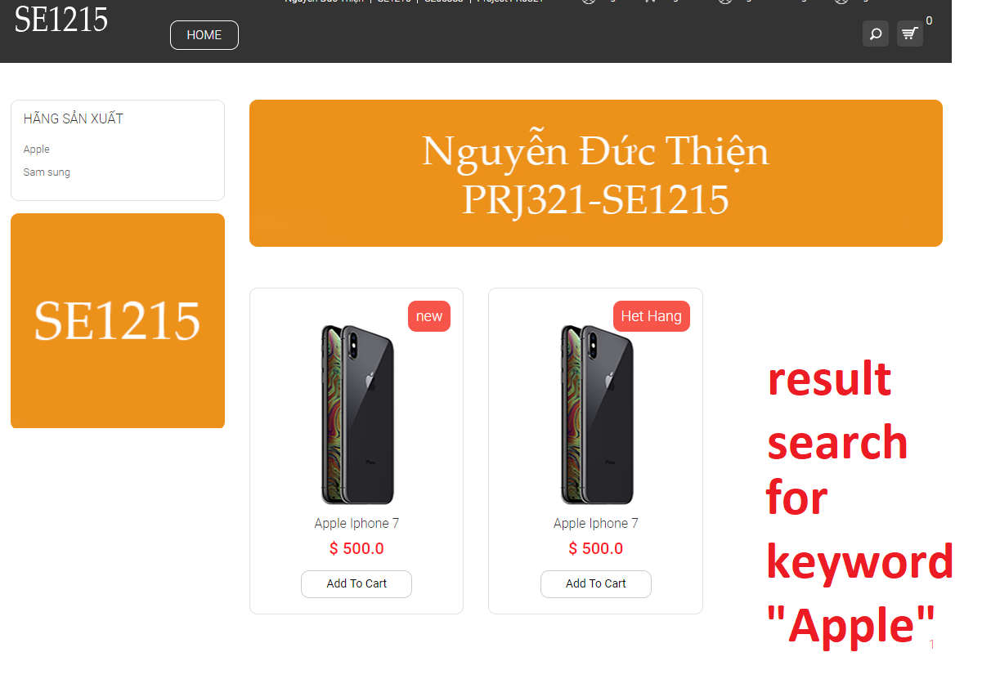 SE1215
HOME
0
HÃNG SẢN XUẤT
Apple
Sam sung
Nguyễn Đức Thiện
PRJ321-SE1215
SE1215
new
Het Hang
Apple Iphone 7
Apple Iphone 7
$ 500.0
$ 500.0
Add To Cart
Add To Cart
result
search
for
keyword
"Apple"
1